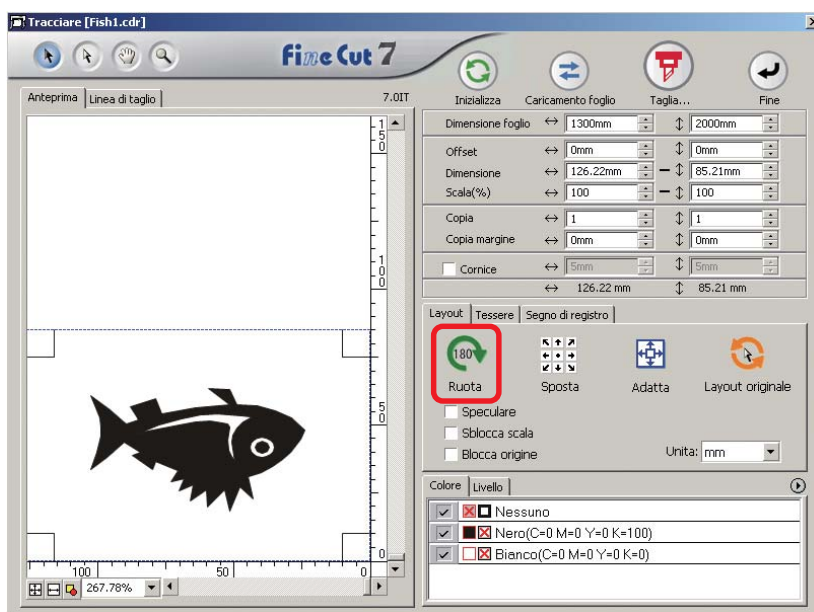 Tracciare [Fish1.cdr]
FineCut 7
Inizializza Caricamento foglio Taglia... Fine
Anteprima Linea di taglio 7.0IT
Dimensione foglio 1300mm 2000mm
Offset 0mm 0mm
Dimensione 126.22mm 85.21mm
Scala(%) 100 100
Copia 1 1
Copia margine 0mm 0mm
Cornice 5mm 5mm
126.22 mm 85.21 mm
Layout Tessere Segno di registro
180°
Ruota Sposta Adatta Layout originale
Speculare
Sblocca scala
Blocca origine
Unita: mm
Colore Livello
Nessuno
Nero(C=0 M=0 Y=0 K=100)
Bianco(C=0 M=0 Y=0 K=0)
150
100
50
0
100 50 0
267.78%